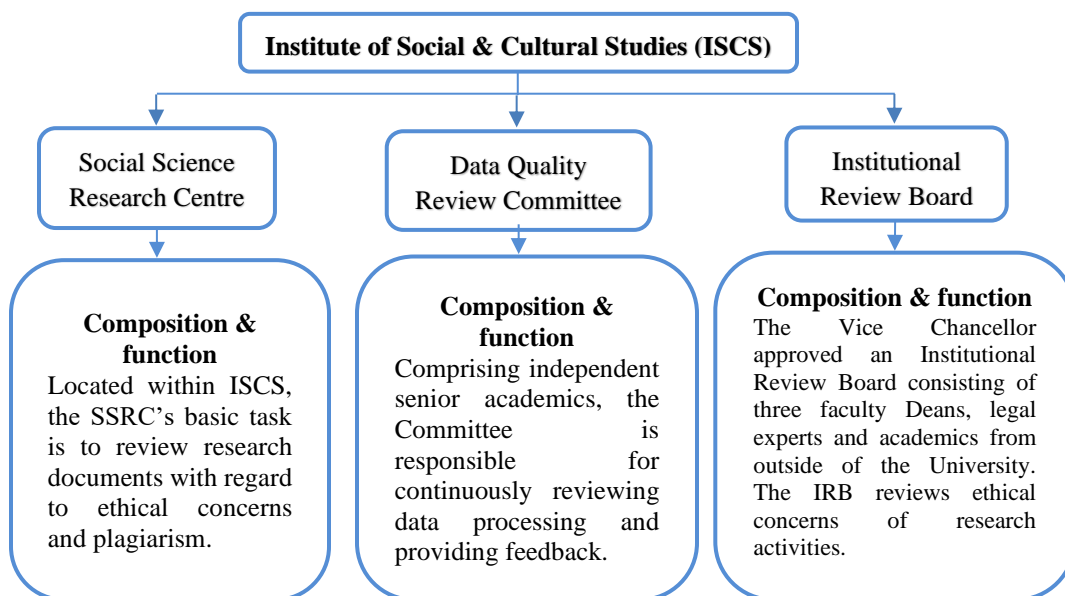 Institute of Social & Cultural Studies (ISCS)
Social Science
Research Centre
Data Quality
Review Committee
Institutional
Review Board
Composition &
function
Located within ISCS,
the SSRC’s basic task
is to review research
documents with regard
to ethical concerns
and plagiarism.
Composition &
function
Comprising independent
senior academics, the
Committee is
responsible for
continuously reviewing
data processing and
providing feedback.
Composition & function
The Vice Chancellor
approved an Institutional
Review Board consisting of
three faculty Deans, legal
experts and academics from
outside of the University.
The IRB reviews ethical
concerns of research
activities.